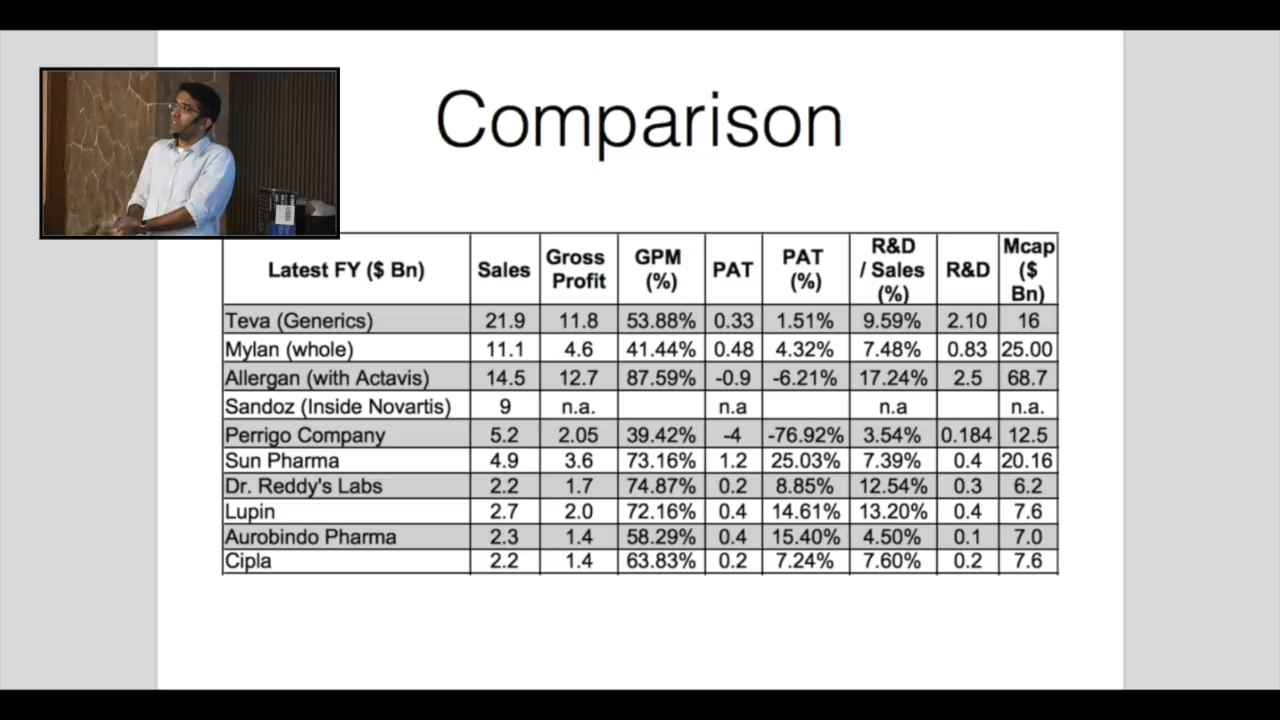 Comparison
Latest FY ($ Bn) Sales Gross Profit GPM (%) PAT PAT (%) R&D / Sales (%) R&D Mcap ($ Bn)
Teva (Generics) 21.9 11.8 53.88% 0.33 1.51% 9.59% 2.10 16
Mylan (whole) 11.1 4.6 41.44% 0.48 4.32% 7.48% 0.83 25.00
Allergan (with Actavis) 14.5 12.7 87.59% -0.9 -6.21% 17.24% 2.5 68.7
Sandoz (Inside Novartis) 9 n.a. n.a n.a n.a.
Perrigo Company 5.2 2.05 39.42% -4 -76.92% 3.54% 0.184 12.5
Sun Pharma 4.9 3.6 73.16% 1.2 25.03% 7.39% 0.4 20.16
Dr. Reddy's Labs 2.2 1.7 74.87% 0.2 8.85% 12.54% 0.3 6.2
Lupin 2.7 2.0 72.16% 0.4 14.61% 13.20% 0.4 7.6
Aurobindo Pharma 2.3 1.4 58.29% 0.4 15.40% 4.50% 0.1 7.0
Cipla 2.2 1.4 63.83% 0.2 7.24% 7.60% 0.2 7.6